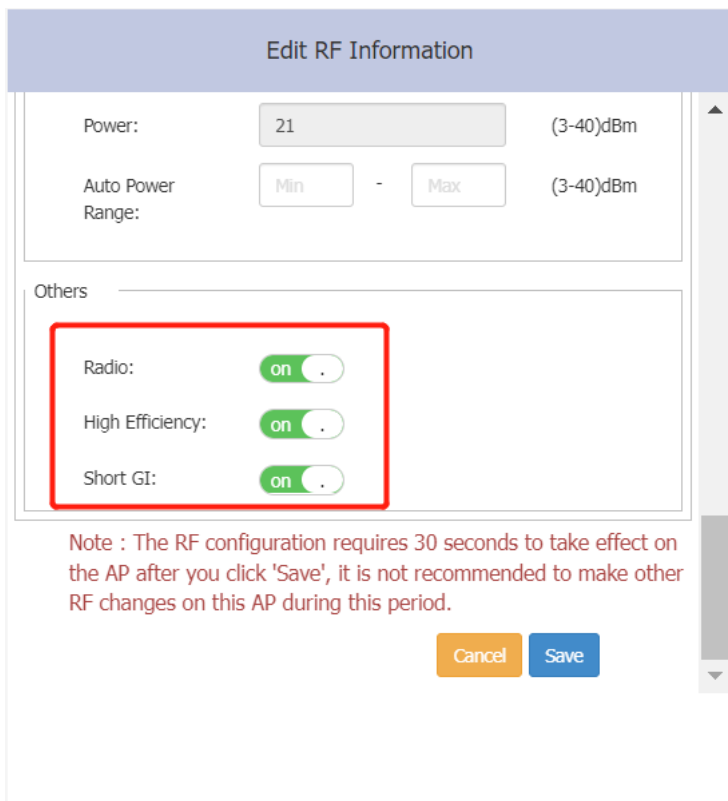 Edit RF Information
Power: 21 (3-40)dBm
Auto Power Range: Min - Max (3-40)dBm
Others
Radio: on .
High Efficiency: on .
Short GI: on .
Note : The RF configuration requires 30 seconds to take effect on
the AP after you click 'Save', it is not recommended to make other
RF changes on this AP during this period.
Cancel Save